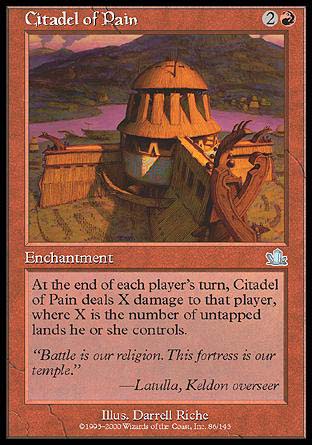 Citadel of Pain 2
Enchantment
At the end of each player's turn, Citadel
of Pain deals X damage to that player,
where X is the number of untapped
lands he or she controls.
"Battle is our religion. This fortress is our
temple."
—Latulla, Keldon overseer
Illus. Darrell Riche
©1993-2000 Wizards of the Coast, Inc. 86/143